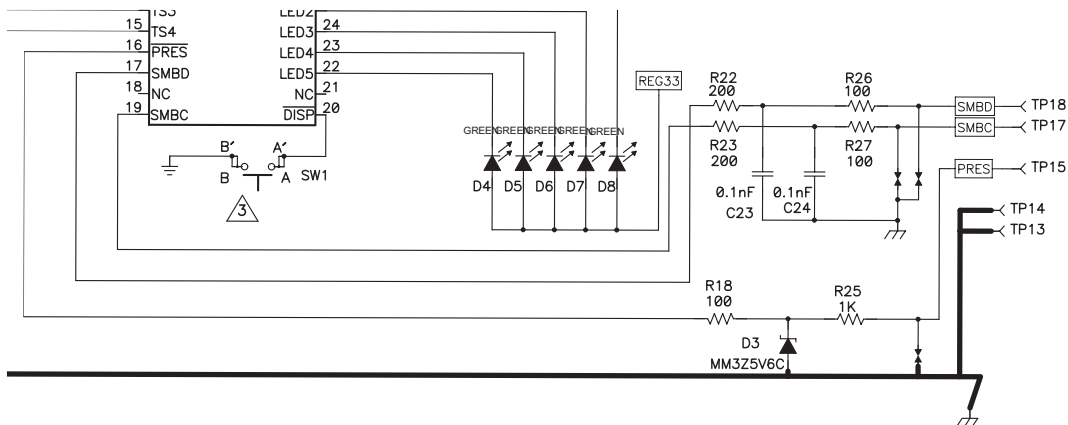 TS3
15 TS4
16 PRES
17 SMBD
18 NC
19 SMBC
LED2
LED3 24
LED4 23
LED5 22
NC 21
DISP 20
B' A'
B A SW1
3
GREEN GREEN GREEN GREEN GREEN
D4 D5 D6 D7 D8
REG33
R22
200
R26
100
SMBD TP18
SMBC TP17
R23
200
R27
100
PRES TP15
0.1nF
C23
0.1nF
C24
TP14
TP13
R18
100
R25
1K
D3
MM3Z5V6C